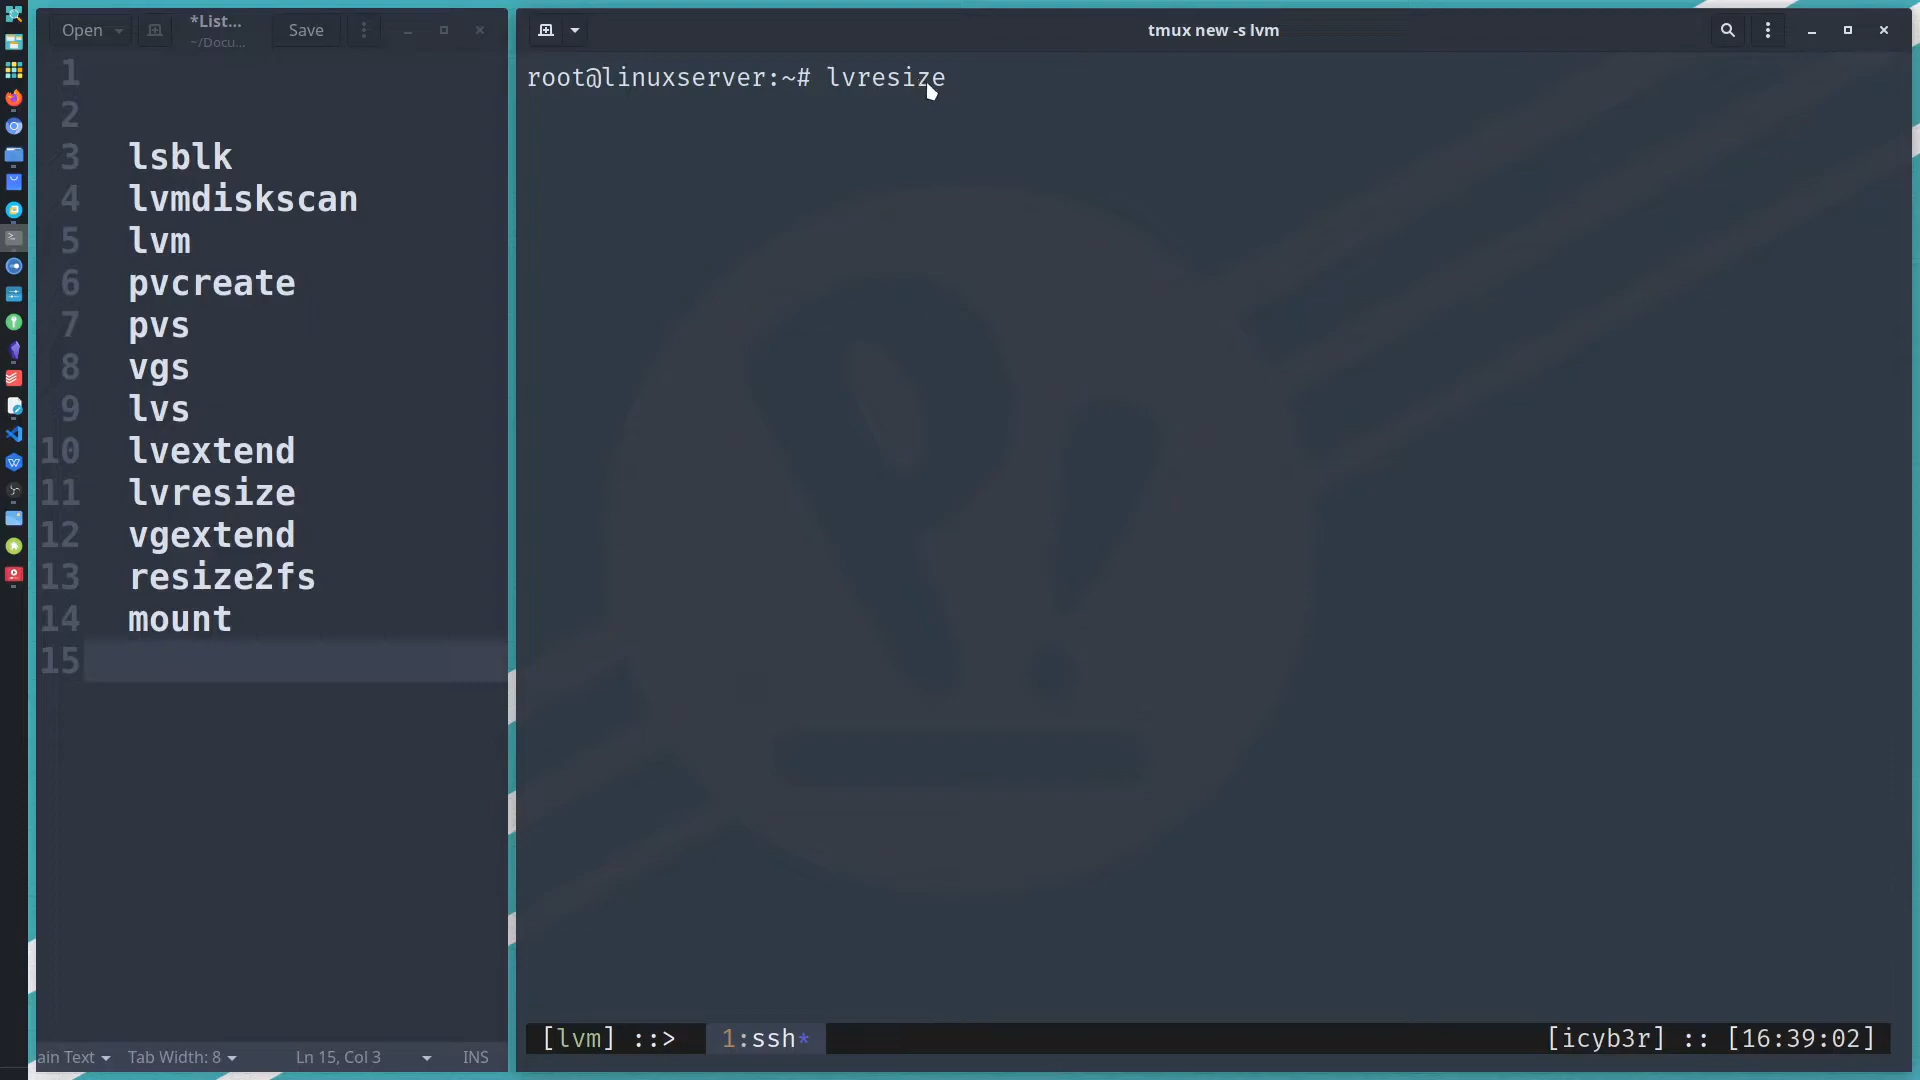 Open
*List...
~/Docu...
Save
1
2
3 lsblk
4 lvmdiskscan
5 lvm
6 pvcreate
7 pvs
8 vgs
9 lvs
10 lvextend
11 lvresize
12 vgextend
13 resize2fs
14 mount
15
ain Text
Tab Width: 8
Ln 15, Col 3
INS
tmux new -s lvm
root@linuxserver:~# lvresize
[lvm] ::> 1:ssh* [icyb3r] :: [16:39:02]